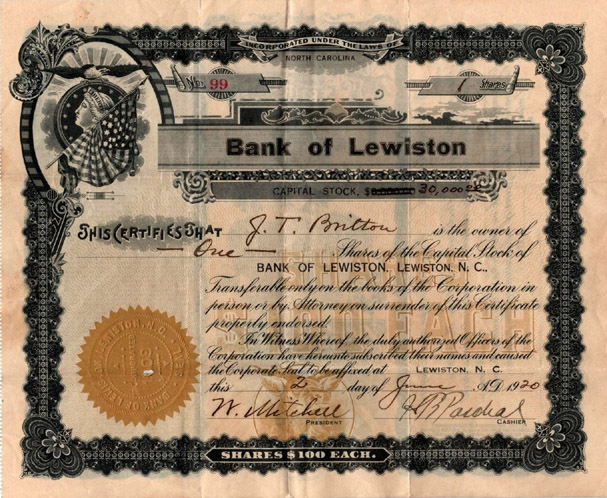 INCORPORATED UNDER THE LAWS OF
NORTH CAROLINA
No. 99
1 Shares
Bank of Lewiston
CAPITAL STOCK, $ 30,000.00
THIS CERTIFIES THAT J. T. Britton is the owner of
One Shares of the Capital Stock of
BANK OF LEWISTON, LEWISTON, N. C.,
Transferable only on the books of the Corporation in
person or by Attorney on surrender of this Certificate
properly endorsed.
In Witness Whereof, the duly authorized Officers of the
Corporation have hereunto subscribed their names and caused
the Corporate Seal to be affixed at LEWISTON, N. C.
this 2 day of June A.D. 1920
W. Mitchell
PRESIDENT
CASHIER
SHARES $100 EACH.